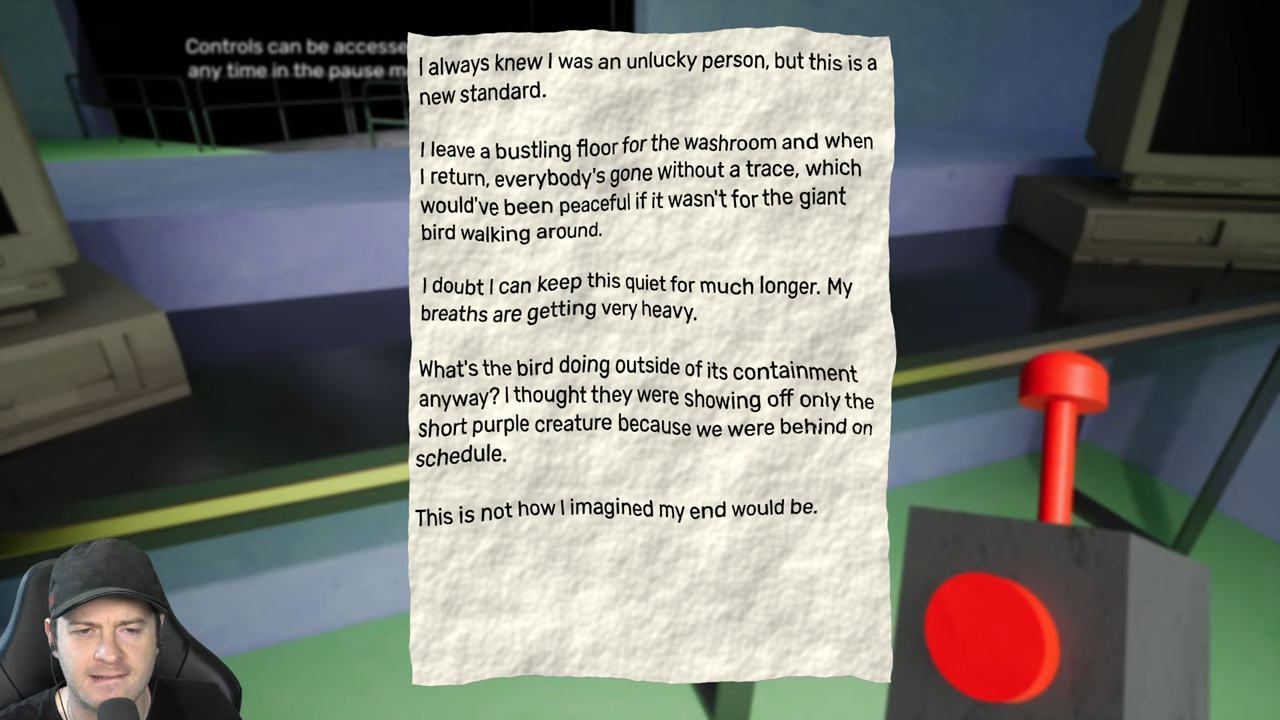 Controls can be accesse
any time in the pause m
I always knew I was an unlucky person, but this is a
new standard.
I leave a bustling floor for the washroom and when
I return, everybody's gone without a trace, which
would've been peaceful if it wasn't for the giant
bird walking around.
I doubt I can keep this quiet for much longer. My
breaths are getting very heavy.
What's the bird doing outside of its containment
anyway? I thought they were showing off only the
short purple creature because we were behind on
schedule.
This is not how I imagined my end would be.